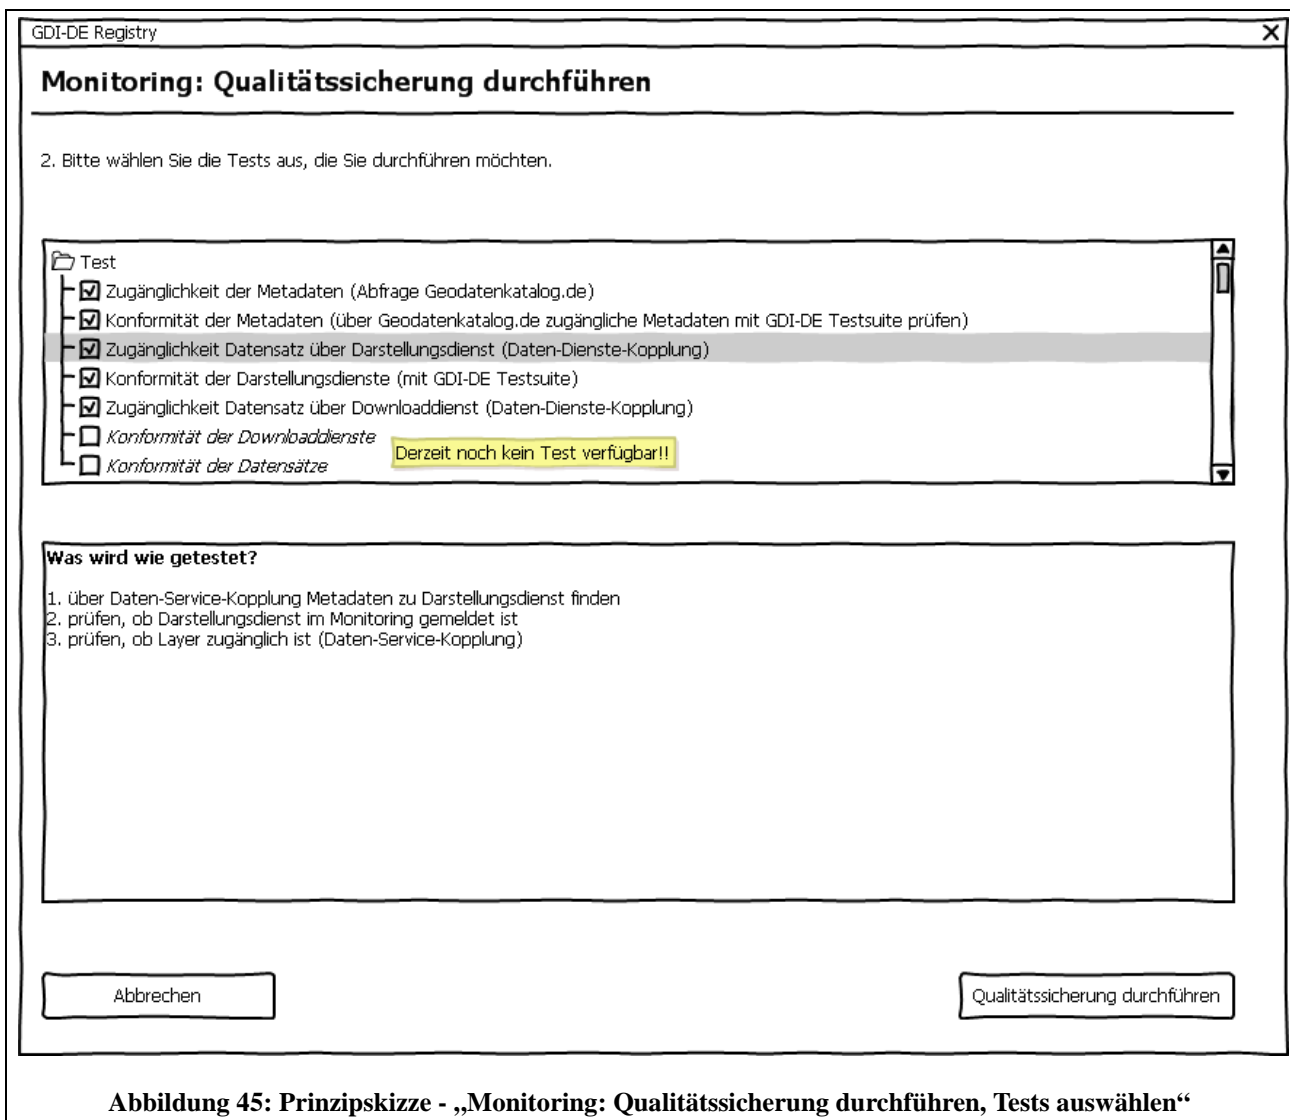 GDI-DE Registry
Monitoring: Qualitätssicherung durchführen
2. Bitte wählen Sie die Tests aus, die Sie durchführen möchten.
Test
Zugänglichkeit der Metadaten (Abfrage Geodatenkatalog.de)
Konformität der Metadaten (über Geodatenkatalog.de zugängliche Metadaten mit GDI-DE Testsuite prüfen)
Zugänglichkeit Datensatz über Darstellungsdienst (Daten-Dienste-Kopplung)
Konformität der Darstellungsdienste (mit GDI-DE Testsuite)
Zugänglichkeit Datensatz über Downloaddienst (Daten-Dienste-Kopplung)
Konformität der Downloaddienste
Derzeit noch kein Test verfügbar!!
Konformität der Datensätze
Was wird wie getestet?
1. über Daten-Service-Kopplung Metadaten zu Darstellungsdienst finden
2. prüfen, ob Darstellungsdienst im Monitoring gemeldet ist
3. prüfen, ob Layer zugänglich ist (Daten-Service-Kopplung)
Abbrechen
Qualitätssicherung durchführen
Abbildung 45: Prinzipskizze - „Monitoring: Qualitätssicherung durchführen, Tests auswählen“